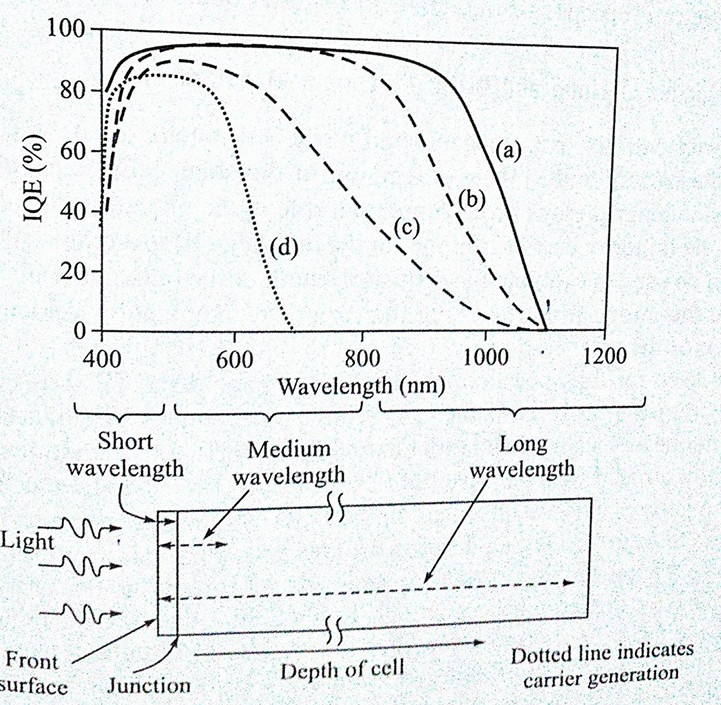 100
80
60
40
20
0
IQE (%)
(a)
(b)
(c)
(d)
400
600
800
1000
1200
Wavelength (nm)
Short
wavelength
Medium
wavelength
Long
wavelength
Light
Front
surface
Junction
Depth of cell
Dotted line indicates
carrier generation